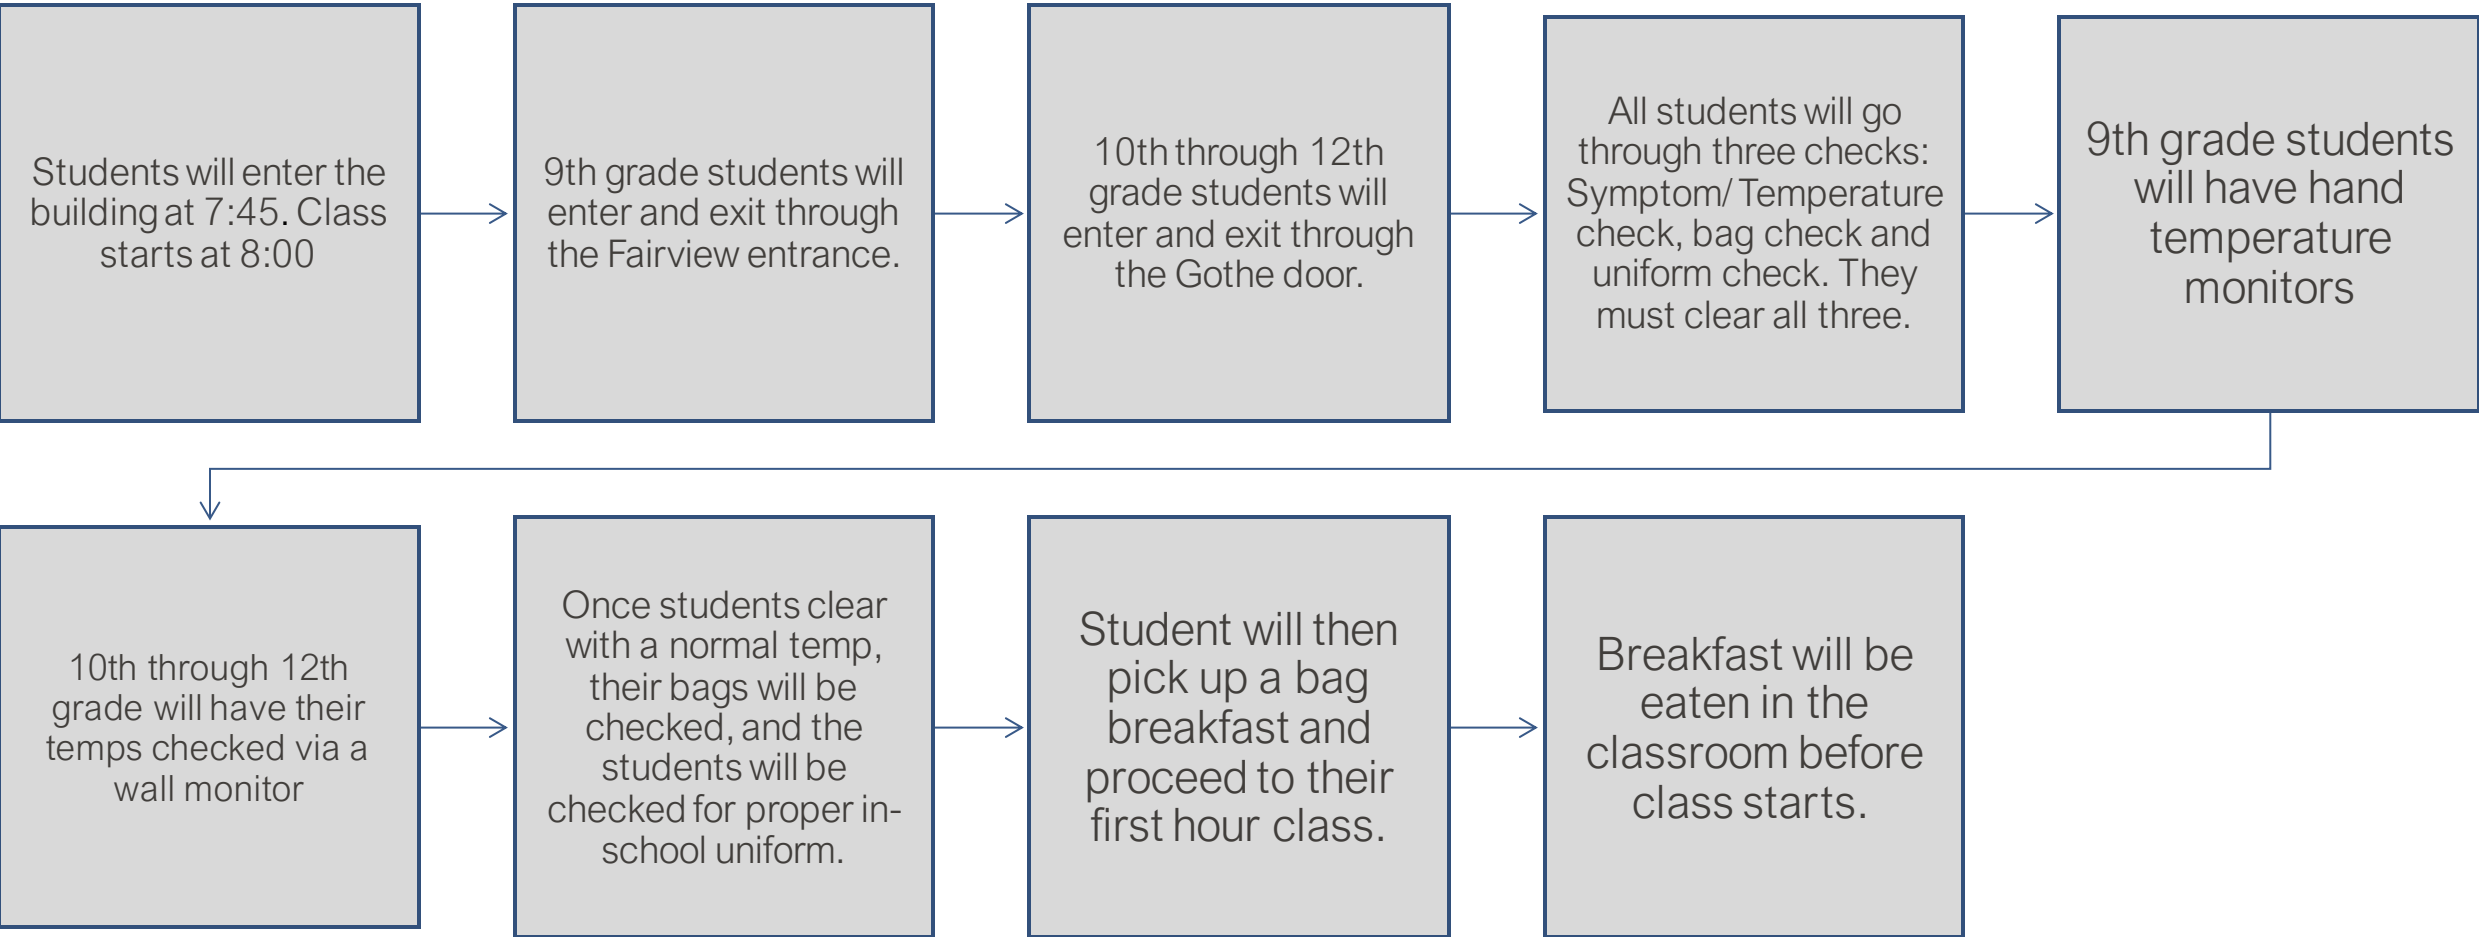 Students will enter the
building at 7:45. Class
starts at 8:00
9th grade students will
enter and exit through
the Fairview entrance.
10th through 12th
grade students will
enter and exit through
the Gothe door.
All students will go
through three checks:
Symptom/ Temperature
check, bag check and
uniform check. They
must clear all three.
9th grade students
will have hand
temperature
monitors
10th through 12th
grade will have their
temps checked via a
wall monitor
Once students clear
with a normal temp,
their bags will be
checked, and the
students will be
checked for proper in-
school uniform.
Student will then
pick up a bag
breakfast and
proceed to their
first hour class.
Breakfast will be
eaten in the
classroom before
class starts.